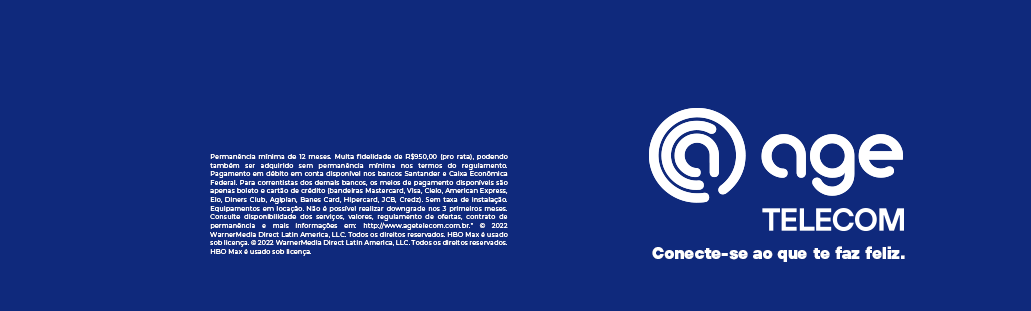 Permanência mínima de 12 meses. Multa fidelidade de R$950,00 (pro rata), podendo
também ser adquirido sem permanência mínima nos termos do regulamento.
Pagamento em débito em conta disponível nos bancos Santander e Caixa Econômica
Federal. Para correntistas dos demais bancos, os meios de pagamento disponíveis são
apenas boleto e cartão de crédito (bandeiras Mastercard, Visa, Cielo, American Express,
Elo, Diners Club, Agiplan, Banes Card, Hipercard, JCB, Credz). Sem taxa de instalação.
Equipamentos em locação. Não é possível realizar downgrade nos 3 primeiros meses.
Consulte disponibilidade dos serviços, valores, regulamento de ofertas, contrato de
permanência e mais informações em: http://www.agetelecom.com.br." © 2022
WarnerMedia Direct Latin America, LLC. Todos os direitos reservados. HBO Max é usado
sob licença. © 2022 WarnerMedia Direct Latin America, LLC. Todos os direitos reservados.
HBO Max é usado sob licença.
age
TELECOM
Conecte-se ao que te faz feliz.